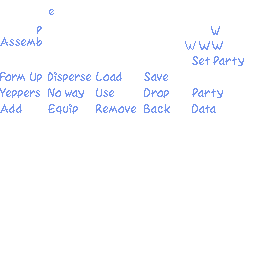 e
p W
Assemb W W W
Set Party
Form Up Disperse Load Save
Yeppers No way Use Drop Party
Add Equip Remove Back Data